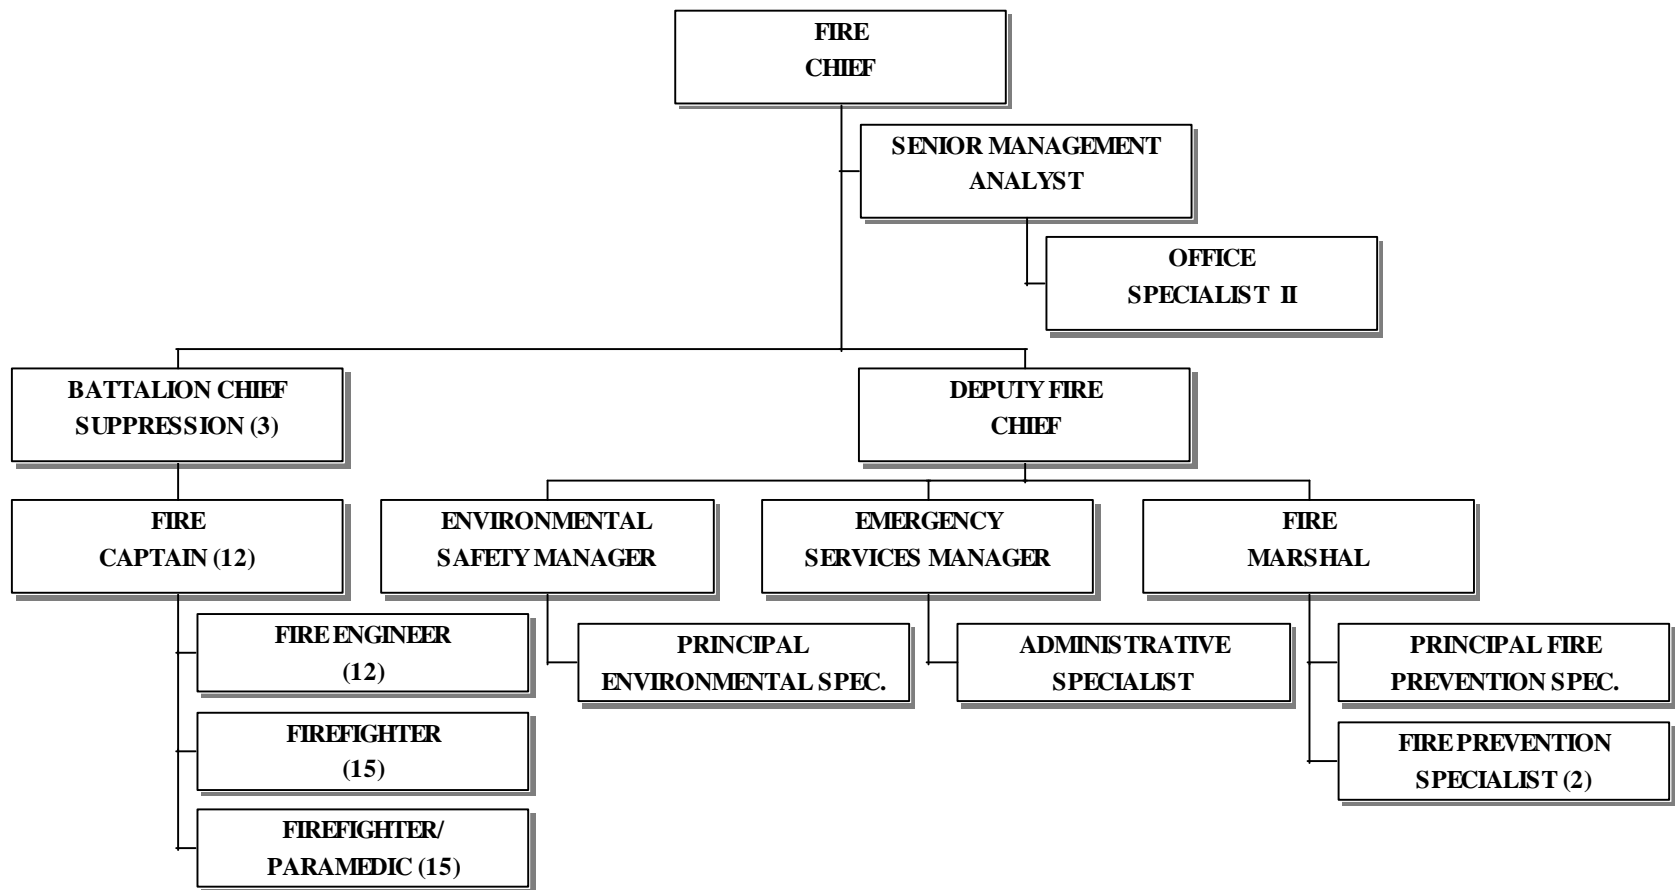 FIRE
CHIEF
SENIOR MANAGEMENT
ANALYST
OFFICE
SPECIALIST II
BATTALION CHIEF
SUPPRESSION (3)
DEPUTY FIRE
CHIEF
FIRE
CAPTAIN (12)
ENVIRONMENTAL
SAFETY MANAGER
EMERGENCY
SERVICES MANAGER
FIRE
MARSHAL
FIRE ENGINEER
(12)
PRINCIPAL
ENVIRONMENTAL SPEC.
ADMINISTRATIVE
SPECIALIST
PRINCIPAL FIRE
PREVENTION SPEC.
FIREFIGHTER
(15)
FIRE PREVENTION
SPECIALIST (2)
FIREFIGHTER/
PARAMEDIC (15)